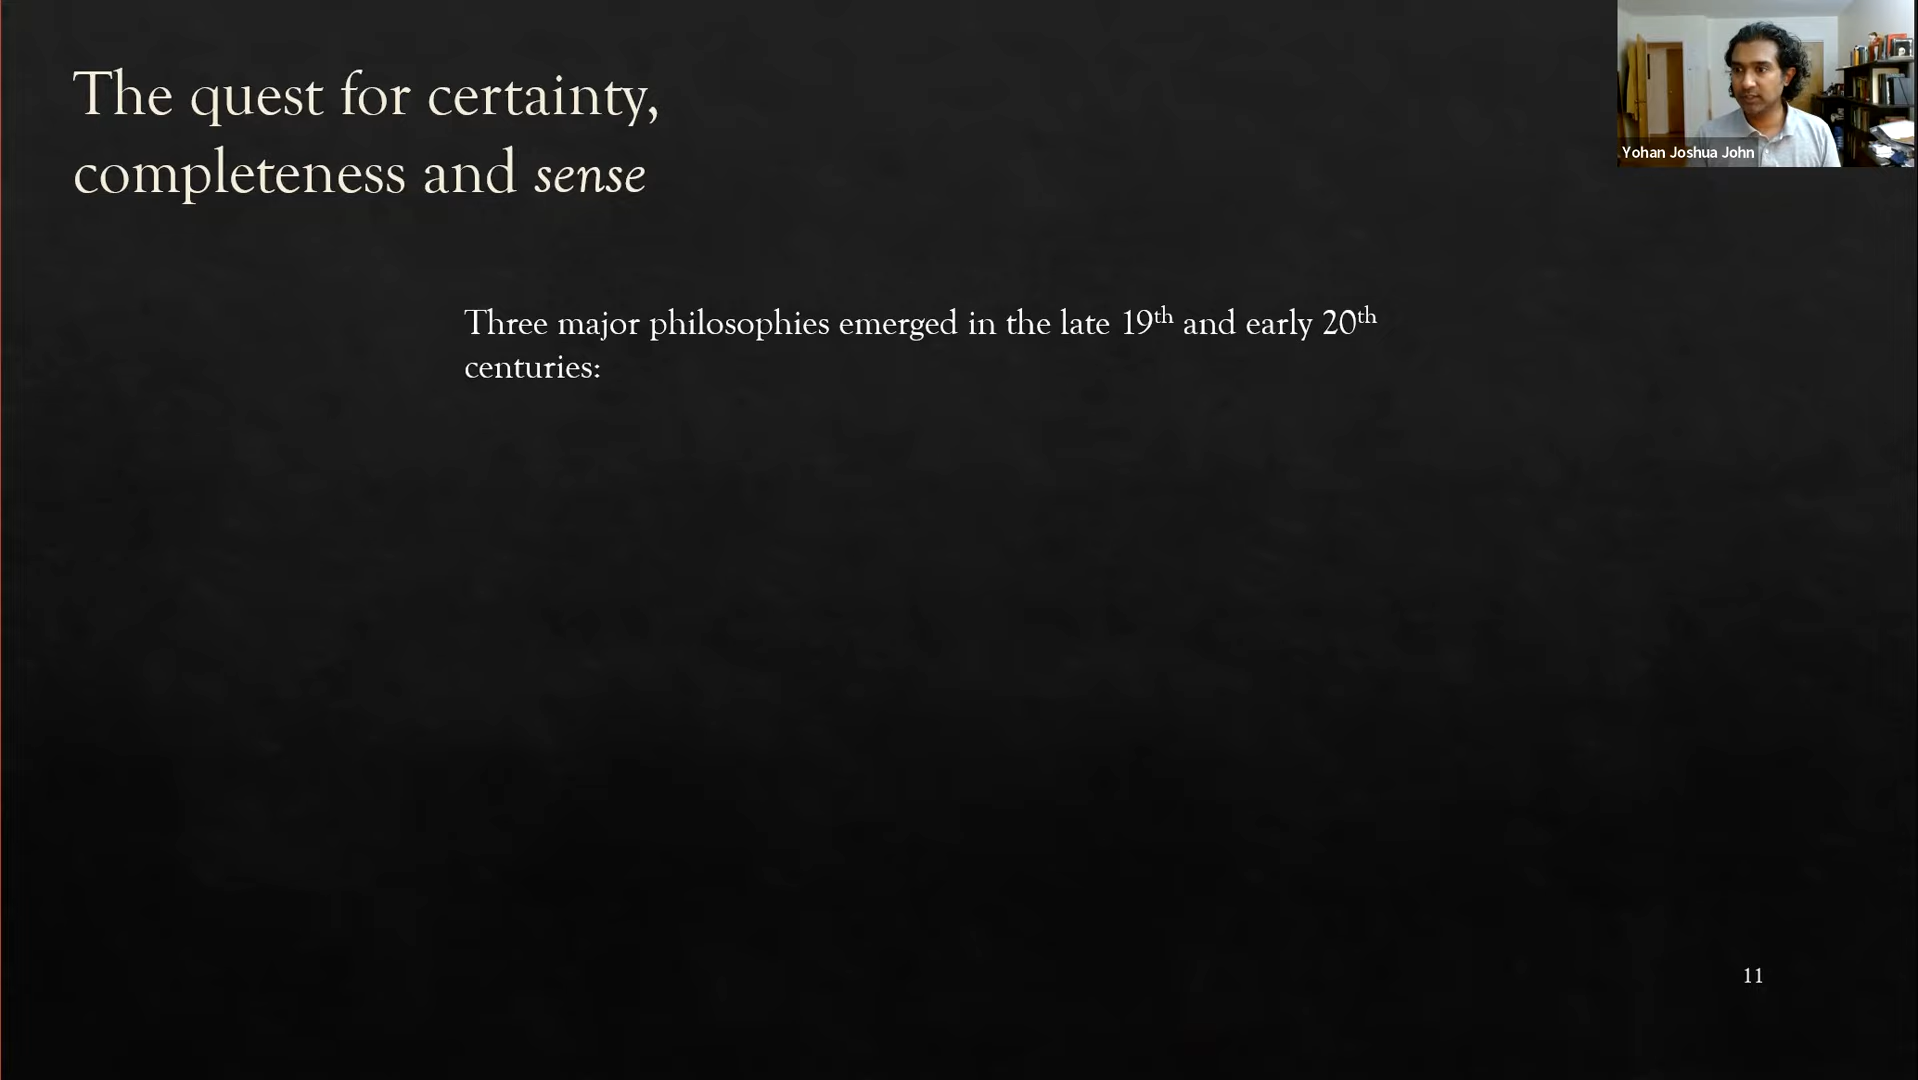 The quest for certainty,
completeness and sense
Yohan Joshua John
Three major philosophies emerged in the late 19th and early 20th
centuries:
11